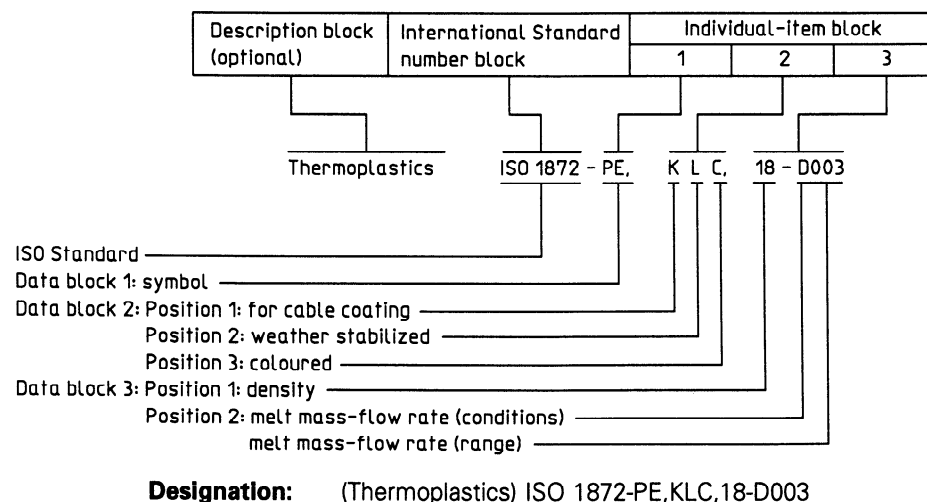 Description block International Standard Individual-item block
(optional) number block 1 2 3
Thermoplastics ISO 1872 - PE, K L C, 18 - D003
ISO Standard
Data block 1: symbol
Data block 2: Position 1: for cable coating
Position 2: weather stabilized
Position 3: coloured
Data block 3: Position 1: density
Position 2: melt mass-flow rate (conditions)
melt mass-flow rate (range)
Designation: (Thermoplastics) ISO 1872-PE,KLC,18-D003